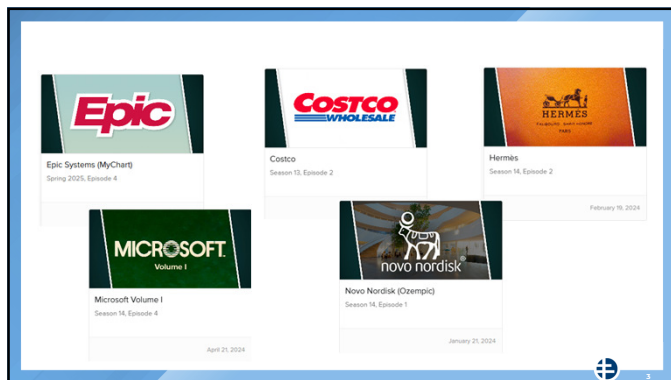 Epic
Epic Systems (MyChart)
Spring 2025, Episode 4
COSTCO
WHOLESALE
Costco
Season 13, Episode 2
HERMÈS
PARIS
Hermès
Season 14, Episode 2
February 19, 2024
MICROSOFT
Volume I
Microsoft Volume I
Season 14, Episode 4
April 21, 2024
novo nordisk®
Novo Nordisk (Ozempic)
Season 14, Episode 1
January 21, 2024
3